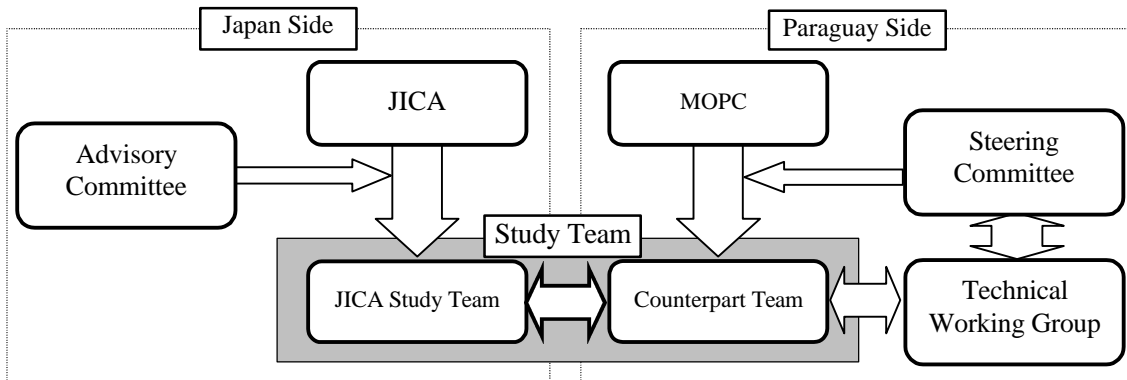 Japan Side
Paraguay Side
JICA
MOPC
Advisory
Committee
Steering
Committee
Study Team
JICA Study Team
Counterpart Team
Technical
Working Group